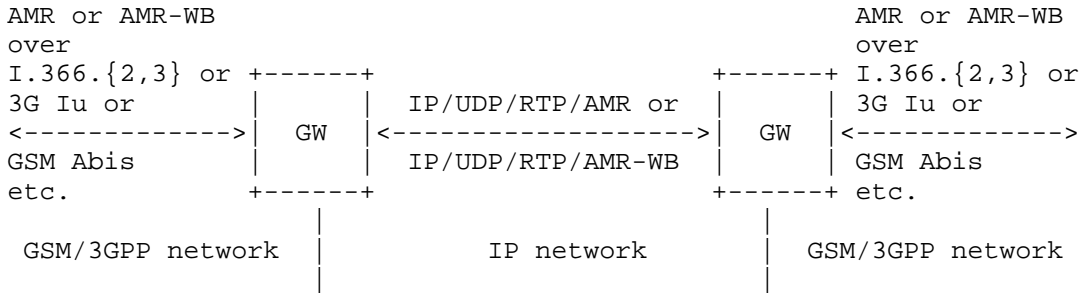 AMR or AMR-WB                                        AMR or AMR-WB
over                                                 over
I.366.{2,3} or +------+                      +------+ I.366.{2,3} or
3G Iu or       |      |  IP/UDP/RTP/AMR or   |      | 3G Iu or
<------------->|  GW  |<-------------------->|  GW  |<------------->
GSM Abis       |      |  IP/UDP/RTP/AMR-WB   |      | GSM Abis
etc.           +------+                      +------+ etc.
                   |                             |
 GSM/3GPP network  |         IP network          |  GSM/3GPP network
                   |                             |